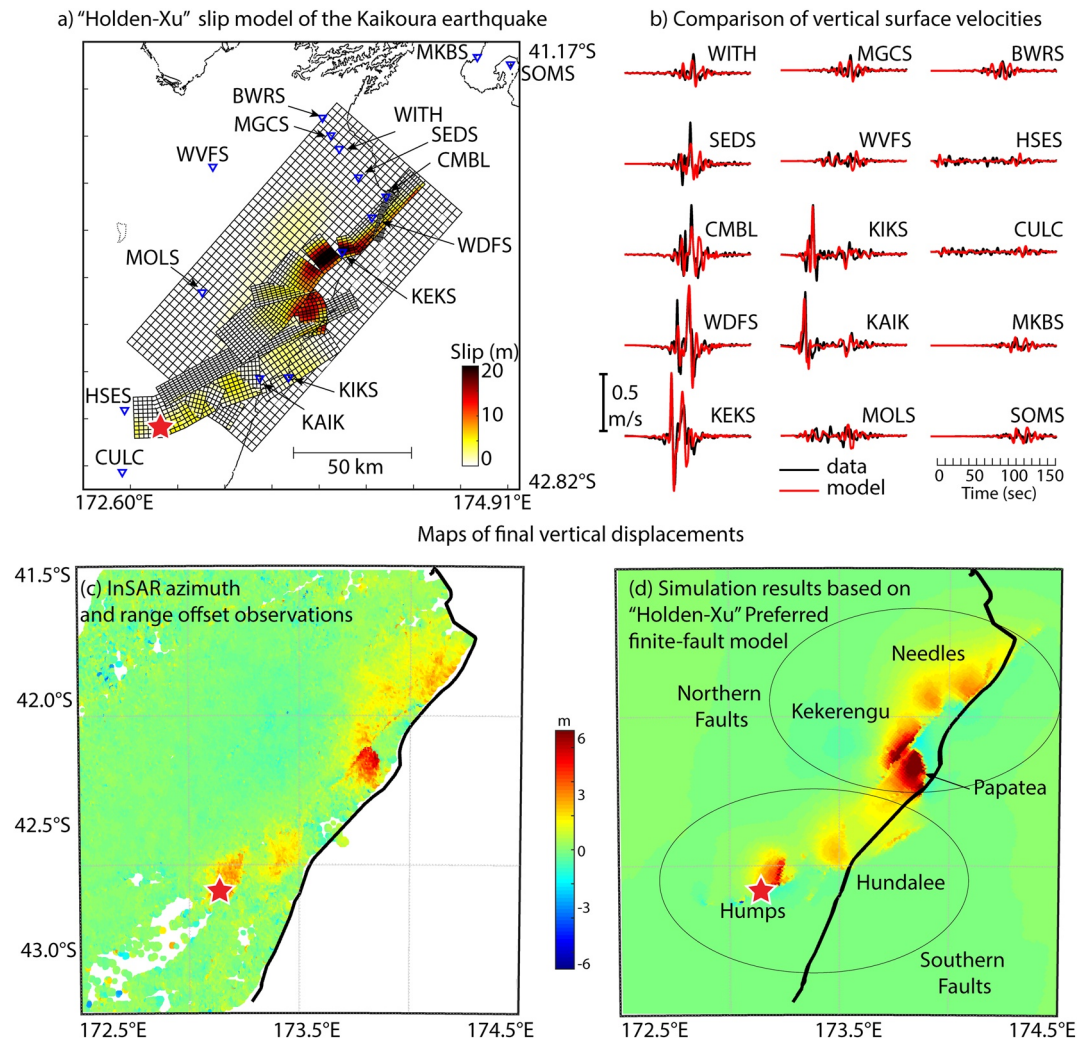 a) “Holden-Xu” slip model of the Kaikoura earthquake
MKBS
41.17°S
SOMS
BWRS
MGCS
WITH
SEDS
CMBL
WVFS
WDFS
MOLS
KEKS
Slip (m)
20
10
0
HSES
KIKS
KAIK
CULC
50 km
42.82°S
172.60°E
174.91°E
b) Comparison of vertical surface velocities
WITH
MGCS
BWRS
SEDS
WVFS
HSES
CMBL
KIKS
CULC
WDFS
KAIK
MKBS
0.5
m/s
KEKS
MOLS
SOMS
data
model
0 50 100 150
Time (sec)
Maps of final vertical displacements
41.5°S
42.0°S
42.5°S
43.0°S
(c) InSAR azimuth
and range offset observations
172.5°E
173.5°E
174.5°E
m
6
3
0
-3
-6
(d) Simulation results based on
“Holden-Xu” Preferred
finite-fault model
Needles
Northern
Faults
Kekerengu
Papatea
Hundalee
Humps
Southern
Faults
172.5°E
173.5°E
174.5°E